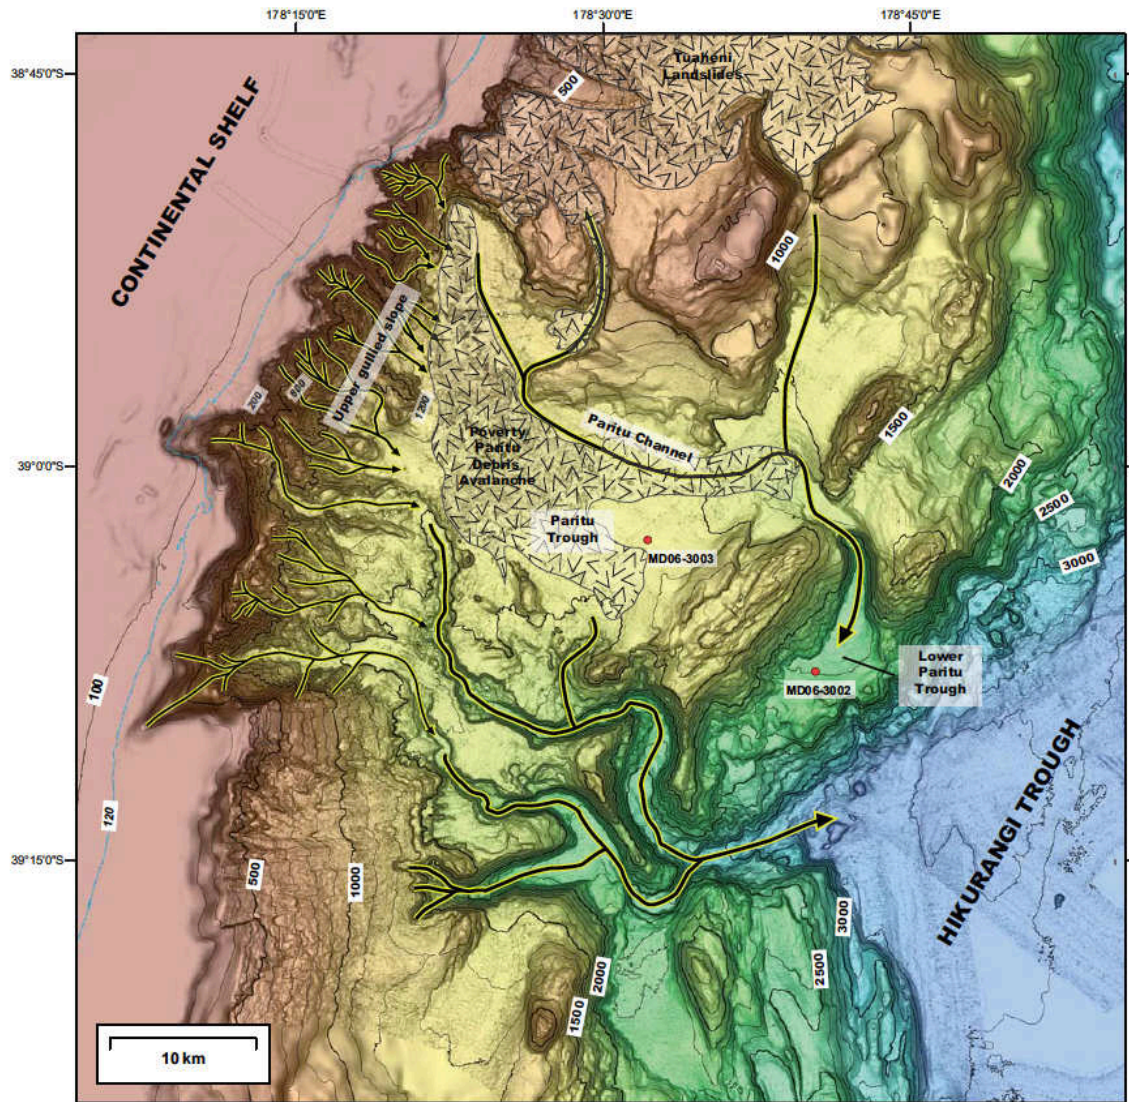 178°15'0"E
178°30'0"E
178°45'0"E
38°45'0"S
Tuaheni
Landslides
500
CONTINENTAL SHELF
1000
Upper gullied slope
200
600
1200
1500
Paritu Channel
Poverty
Paritu
Debris
Avalanche
39°0'0"S
2000
2500
Paritu
Trough
MD06-3003
3000
Lower
Paritu
Trough
MD06-3002
100
HIKURANGI TROUGH
120
39°15'0"S
500
1000
3000
2500
2000
1500
10 km